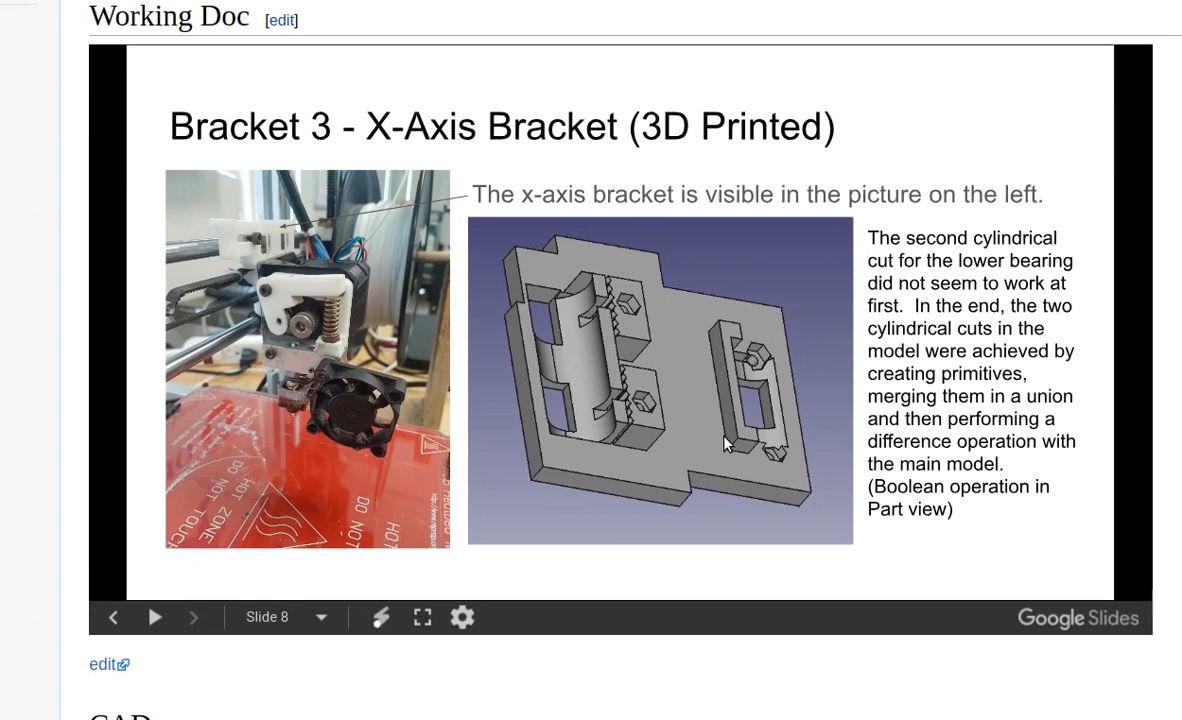 Working Doc [edit]
Bracket 3 - X-Axis Bracket (3D Printed)
The x-axis bracket is visible in the picture on the left.
The second cylindrical
cut for the lower bearing
did not seem to work at
first. In the end, the two
cylindrical cuts in the
model were achieved by
creating primitives,
merging them in a union
and then performing a
difference operation with
the main model.
(Boolean operation in
Part view)
HOT ZONE
DO NOT TOUCH
DO NOT
HOT
Slide 8
Google Slides
edit